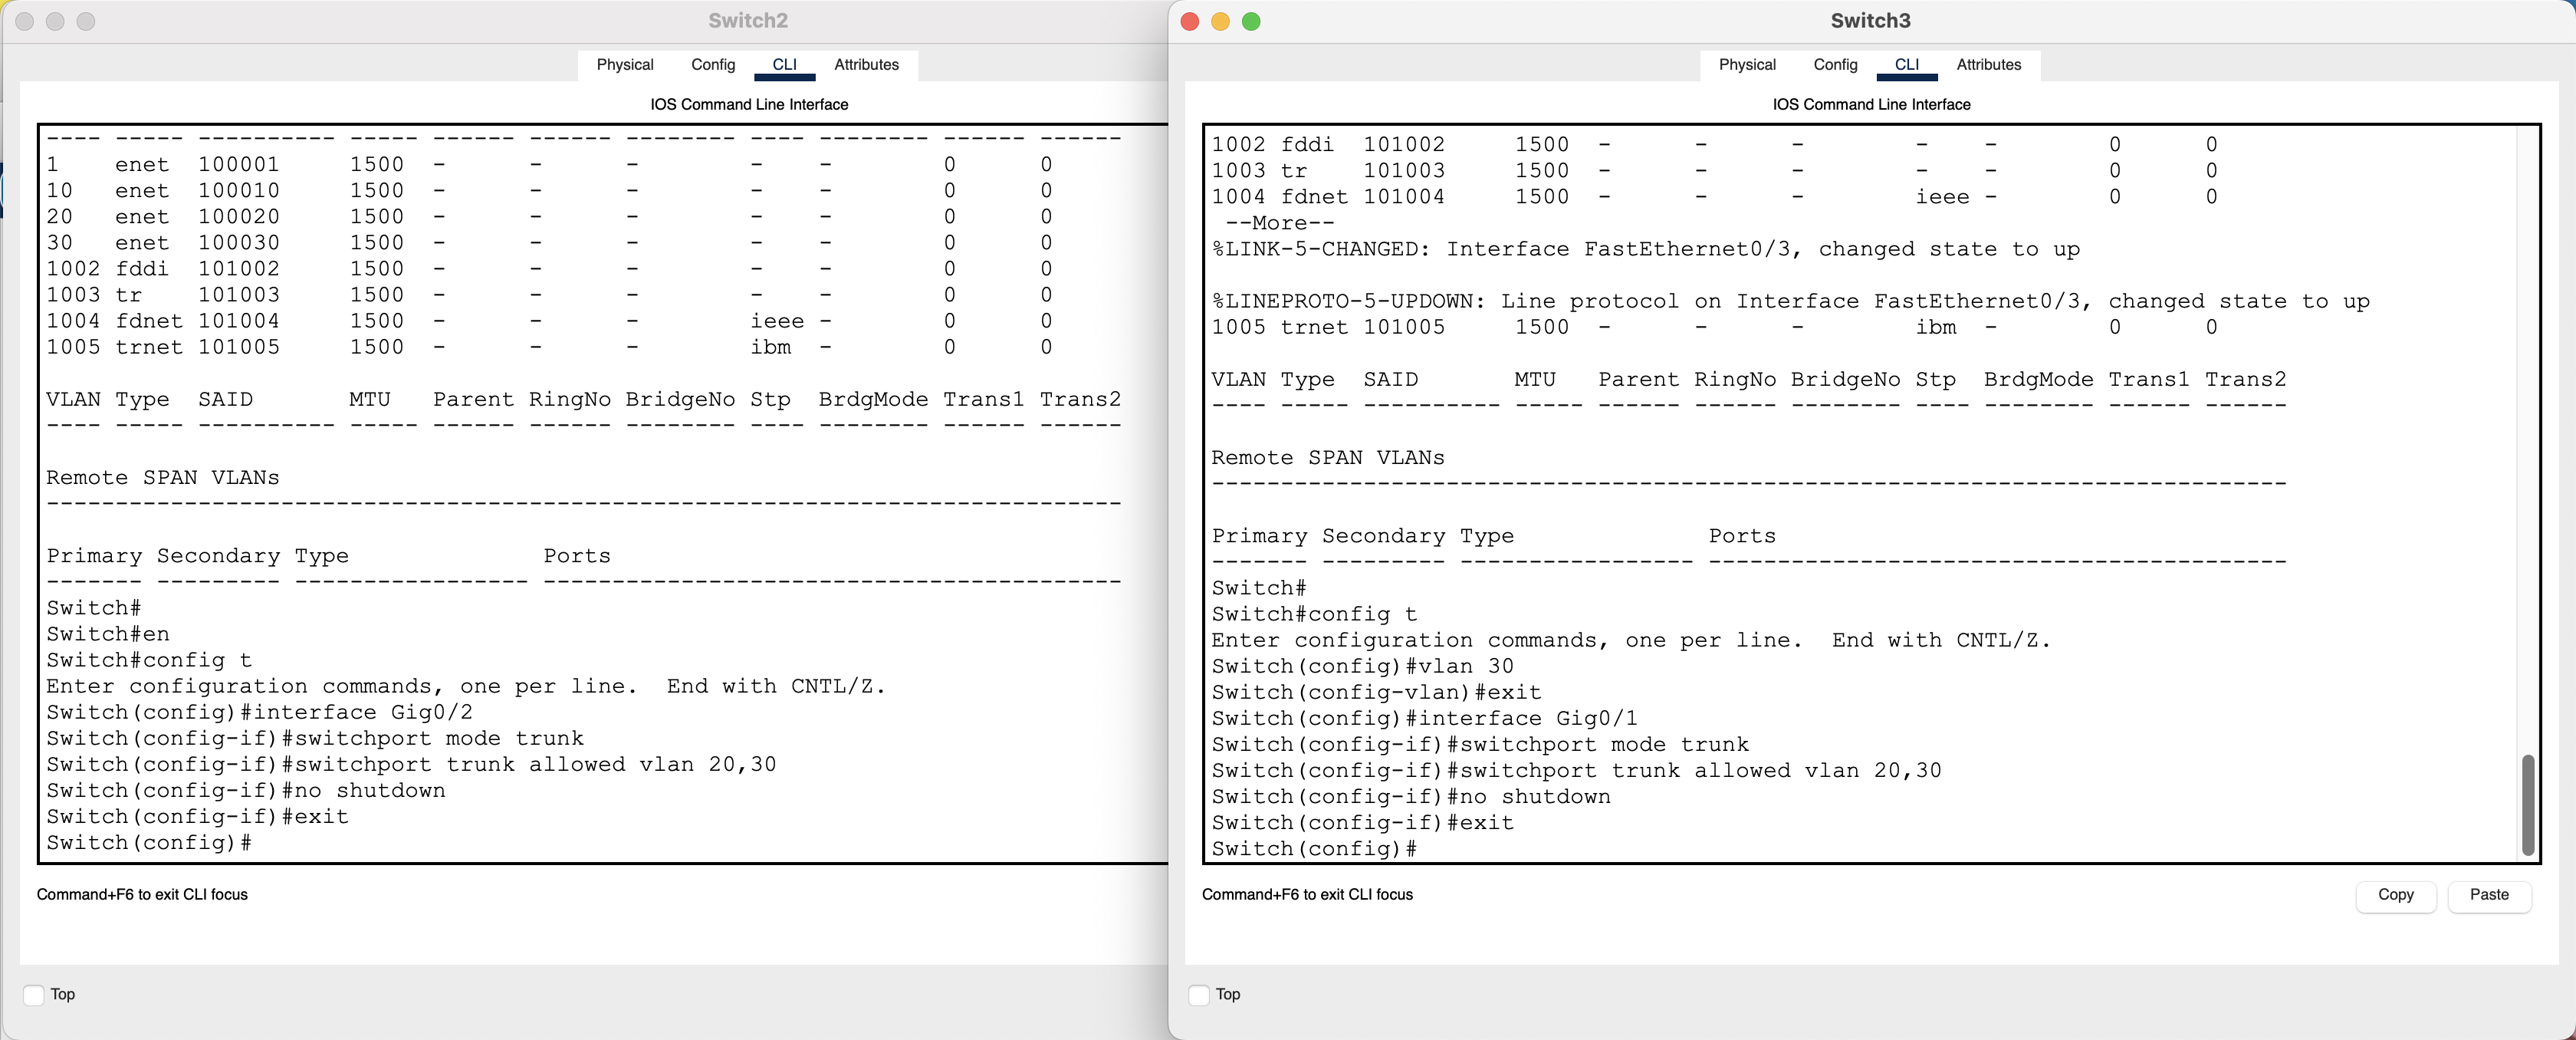 Switch2
Physical Config CLI Attributes
IOS Command Line Interface
---- ----- ---------- ----- ------ ------ -------- ---- -------- ------ ------
1    enet  100001     1500  -      -      -        -    -        0      0
10   enet  100010     1500  -      -      -        -    -        0      0
20   enet  100020     1500  -      -      -        -    -        0      0
30   enet  100030     1500  -      -      -        -    -        0      0
1002 fddi  101002     1500  -      -      -        -    -        0      0
1003 tr    101003     1500  -      -      -        -    -        0      0
1004 fdnet 101004     1500  -      -      -        ieee -        0      0
1005 trnet 101005     1500  -      -      -        ibm  -        0      0
VLAN Type  SAID       MTU   Parent RingNo BridgeNo Stp  BrdgMode Trans1 Trans2
---- ----- ---------- ----- ------ ------ -------- ---- -------- ------ ------
Remote SPAN VLANs
------------------------------------------------------------------------------
Primary Secondary Type              Ports
------- --------- ----------------- ------------------------------------------
Switch#
Switch#en
Switch#config t
Enter configuration commands, one per line.  End with CNTL/Z.
Switch(config)#interface Gig0/2
Switch(config-if)#switchport mode trunk
Switch(config-if)#switchport trunk allowed vlan 20,30
Switch(config-if)#no shutdown
Switch(config-if)#exit
Switch(config)#
Command+F6 to exit CLI focus
Top
Switch3
Physical Config CLI Attributes
IOS Command Line Interface
1002 fddi  101002     1500  -      -      -        -    -        0      0
1003 tr    101003     1500  -      -      -        -    -        0      0
1004 fdnet 101004     1500  -      -      -        ieee -        0      0
 --More--
%LINK-5-CHANGED: Interface FastEthernet0/3, changed state to up
%LINEPROTO-5-UPDOWN: Line protocol on Interface FastEthernet0/3, changed state to up
1005 trnet 101005     1500  -      -      -        ibm  -        0      0
VLAN Type  SAID       MTU   Parent RingNo BridgeNo Stp  BrdgMode Trans1 Trans2
---- ----- ---------- ----- ------ ------ -------- ---- -------- ------ ------
Remote SPAN VLANs
------------------------------------------------------------------------------
Primary Secondary Type              Ports
------- --------- ----------------- ------------------------------------------
Switch#
Switch#config t
Enter configuration commands, one per line.  End with CNTL/Z.
Switch(config)#vlan 30
Switch(config-vlan)#exit
Switch(config)#interface Gig0/1
Switch(config-if)#switchport mode trunk
Switch(config-if)#switchport trunk allowed vlan 20,30
Switch(config-if)#no shutdown
Switch(config-if)#exit
Switch(config)#
Command+F6 to exit CLI focus
Copy Paste
Top